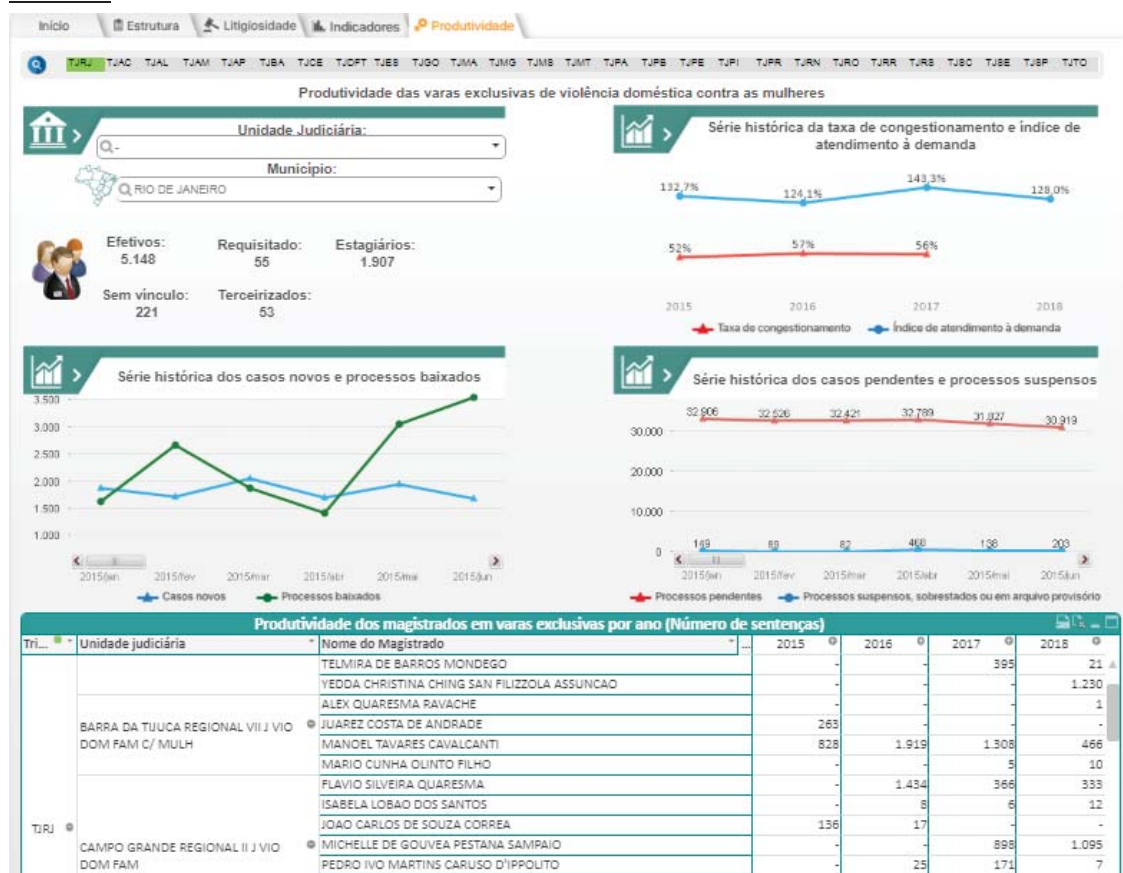 Início Estrutura Litigiosidade Indicadores Produtividade
TJRJ TJAC TJAL TJAM TJAP TJBA TJCE TJDFT TJES TJGO TJMA TJMG TJMS TJMT TJPA TJPB TJPE TJPI TJPR TJRN TJRO TJRR TJRS TJSC TJSE TJSP TJTO
Produtividade das varas exclusivas de violência doméstica contra as mulheres
Unidade Judiciária:
-
Município:
RIO DE JANEIRO
Efetivos: Requisitado: Estagiários:
5.148 55 1.907
Sem vínculo: Terceirizados:
221 53
Série histórica da taxa de congestionamento e índice de
atendimento à demanda
132,7% 124,1% 143,3% 128,0%
52% 57% 56%
2015 2016 2017 2018
Taxa de congestionamento Índice de atendimento à demanda
Série histórica dos casos novos e processos baixados
3.500
3.000
2.500
2.000
1.500
1.000
2015/jan 2015/fev 2015/mar 2015/abr 2015/mai 2015/jun
Casos novos Processos baixados
Série histórica dos casos pendentes e processos suspensos
32.906 32.626 32.421 32.789 31.827 30.919
30.000
20.000
10.000
0
149 82 138 203
2015/jan 2015/fev 2015/mar 2015/abr 2015/mai 2015/jun
Processos pendentes Processos suspensos, sobrestados ou em arquivo provisório
Produtividade dos magistrados em varas exclusivas por ano (Número de sentenças)
Tri... Unidade judiciária Nome do Magistrado ... 2015 2016 2017 2018
TELMIRA DE BARROS MONDEGO - - 395 21
YEDDA CHRISTINA CHING SAN FILIZZOLA ASSUNCAO - - - 1.230
ALEX QUARESMA RAVACHE - - - 1
BARRA DA TIJUCA REGIONAL VII J VIO JUAREZ COSTA DE ANDRADE 263 - - -
DOM FAM C/ MULH MANOEL TAVARES CAVALCANTI 828 1.919 1.308 466
MARIO CUNHA OLINTO FILHO - - 5 10
FLAVIO SILVEIRA QUARESMA - 1.434 366 333
ISABELA LOBAO DOS SANTOS - 8 6 12
TJRJ JOAO CARLOS DE SOUZA CORREA 136 17 - -
CAMPO GRANDE REGIONAL II J VIO MICHELLE DE GOUVEA PESTANA SAMPAIO - - 898 1.095
DOM FAM PEDRO IVO MARTINS CARUSO D'IPPOLITO - 25 171 7